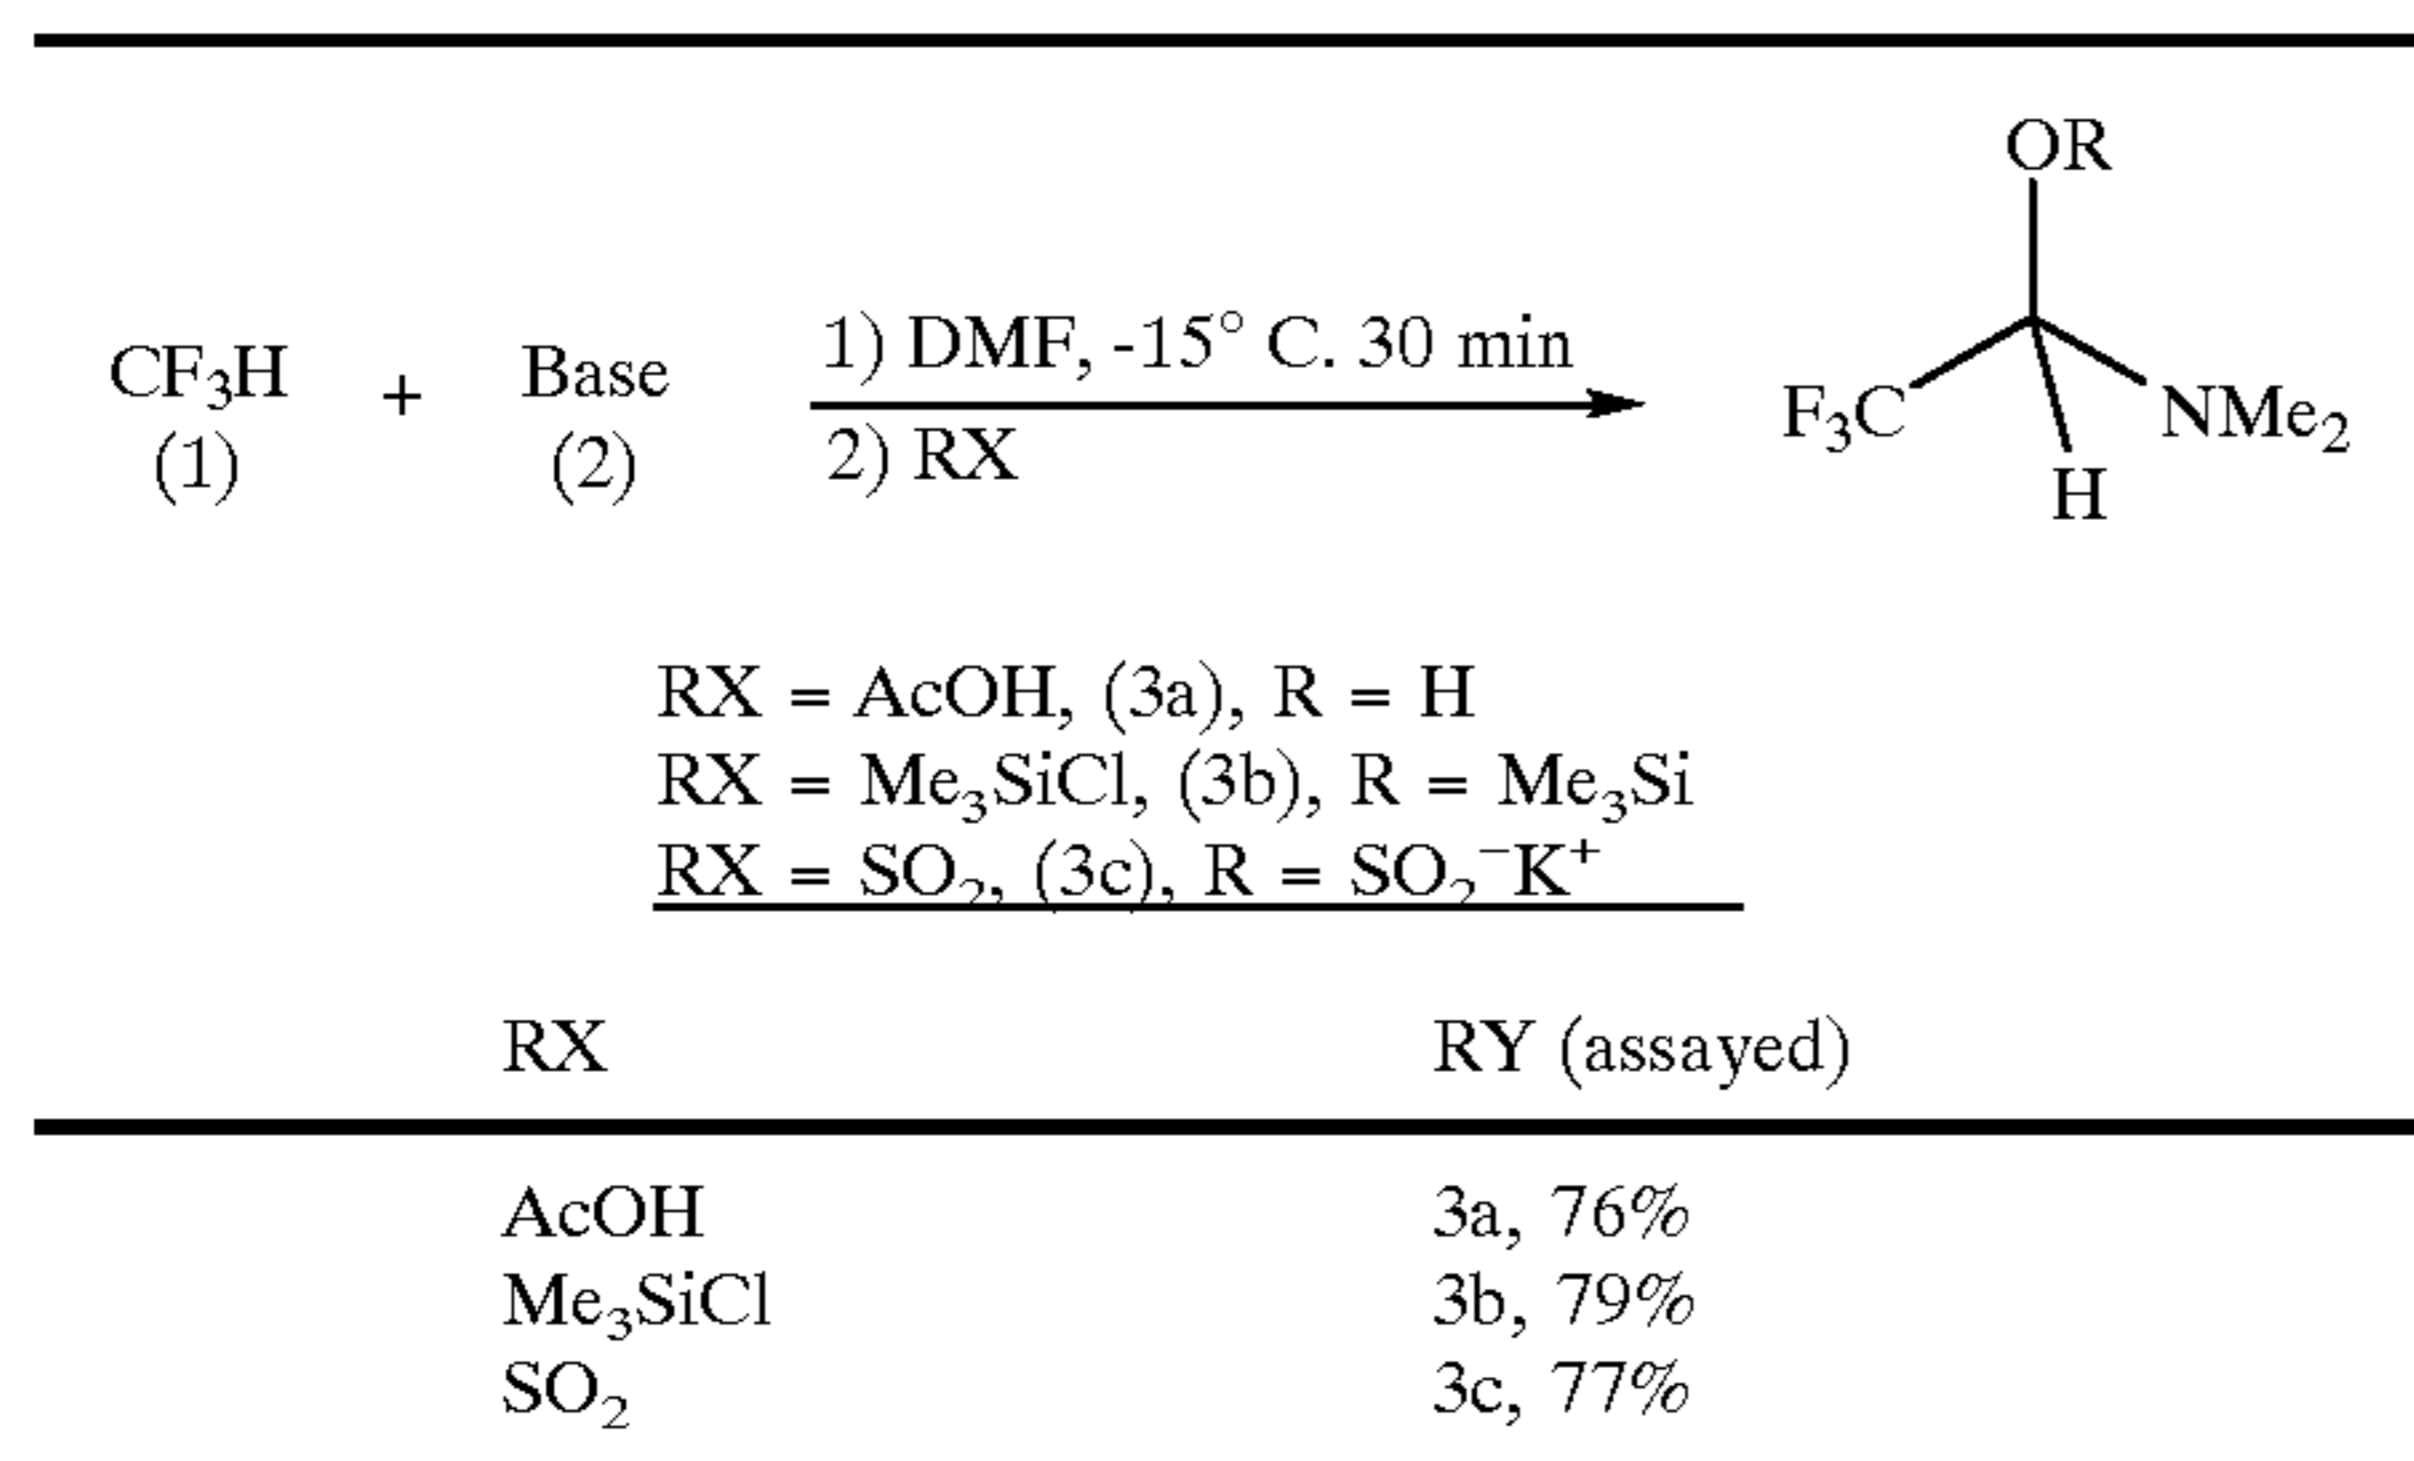 OR
1) DMF, -15° C. 30 min
CF₃H + Base
2) RX
(1) (2)
F₃C NMe₂
H
RX = AcOH, (3a), R = H
RX = Me₃SiCl, (3b), R = Me₃Si
RX = SO₂, (3c), R = SO₂⁻K⁺
RX RY (assayed)
AcOH 3a, 76%
Me₃SiCl 3b, 79%
SO₂ 3c, 77%